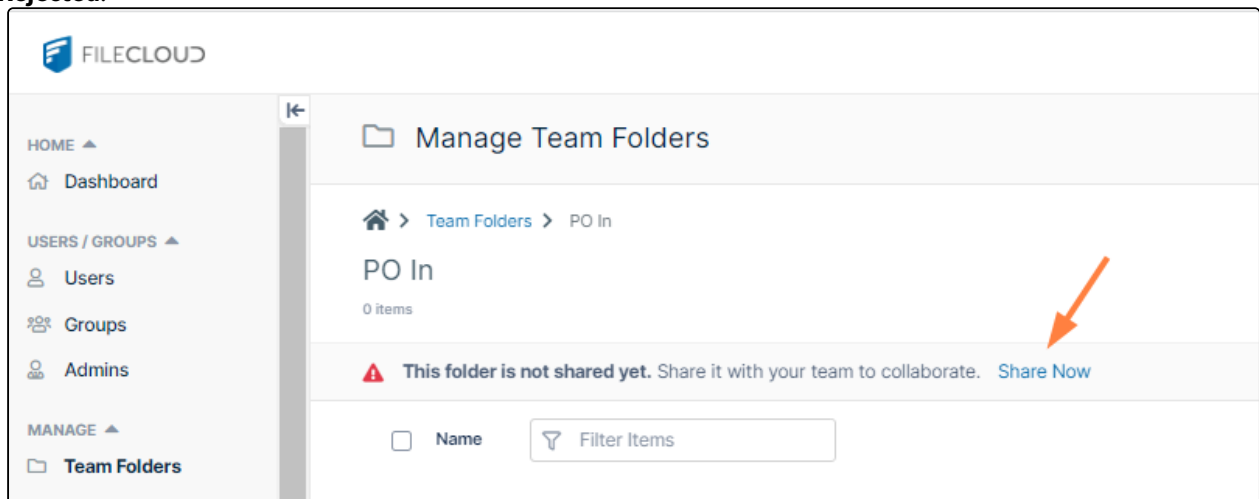 Rejected.
FILECLOUD
HOME
Dashboard
USERS / GROUPS
Users
Groups
Admins
MANAGE
Team Folders
Manage Team Folders
Team Folders > PO In
PO In
0 items
This folder is not shared yet. Share it with your team to collaborate. Share Now
Name Filter Items